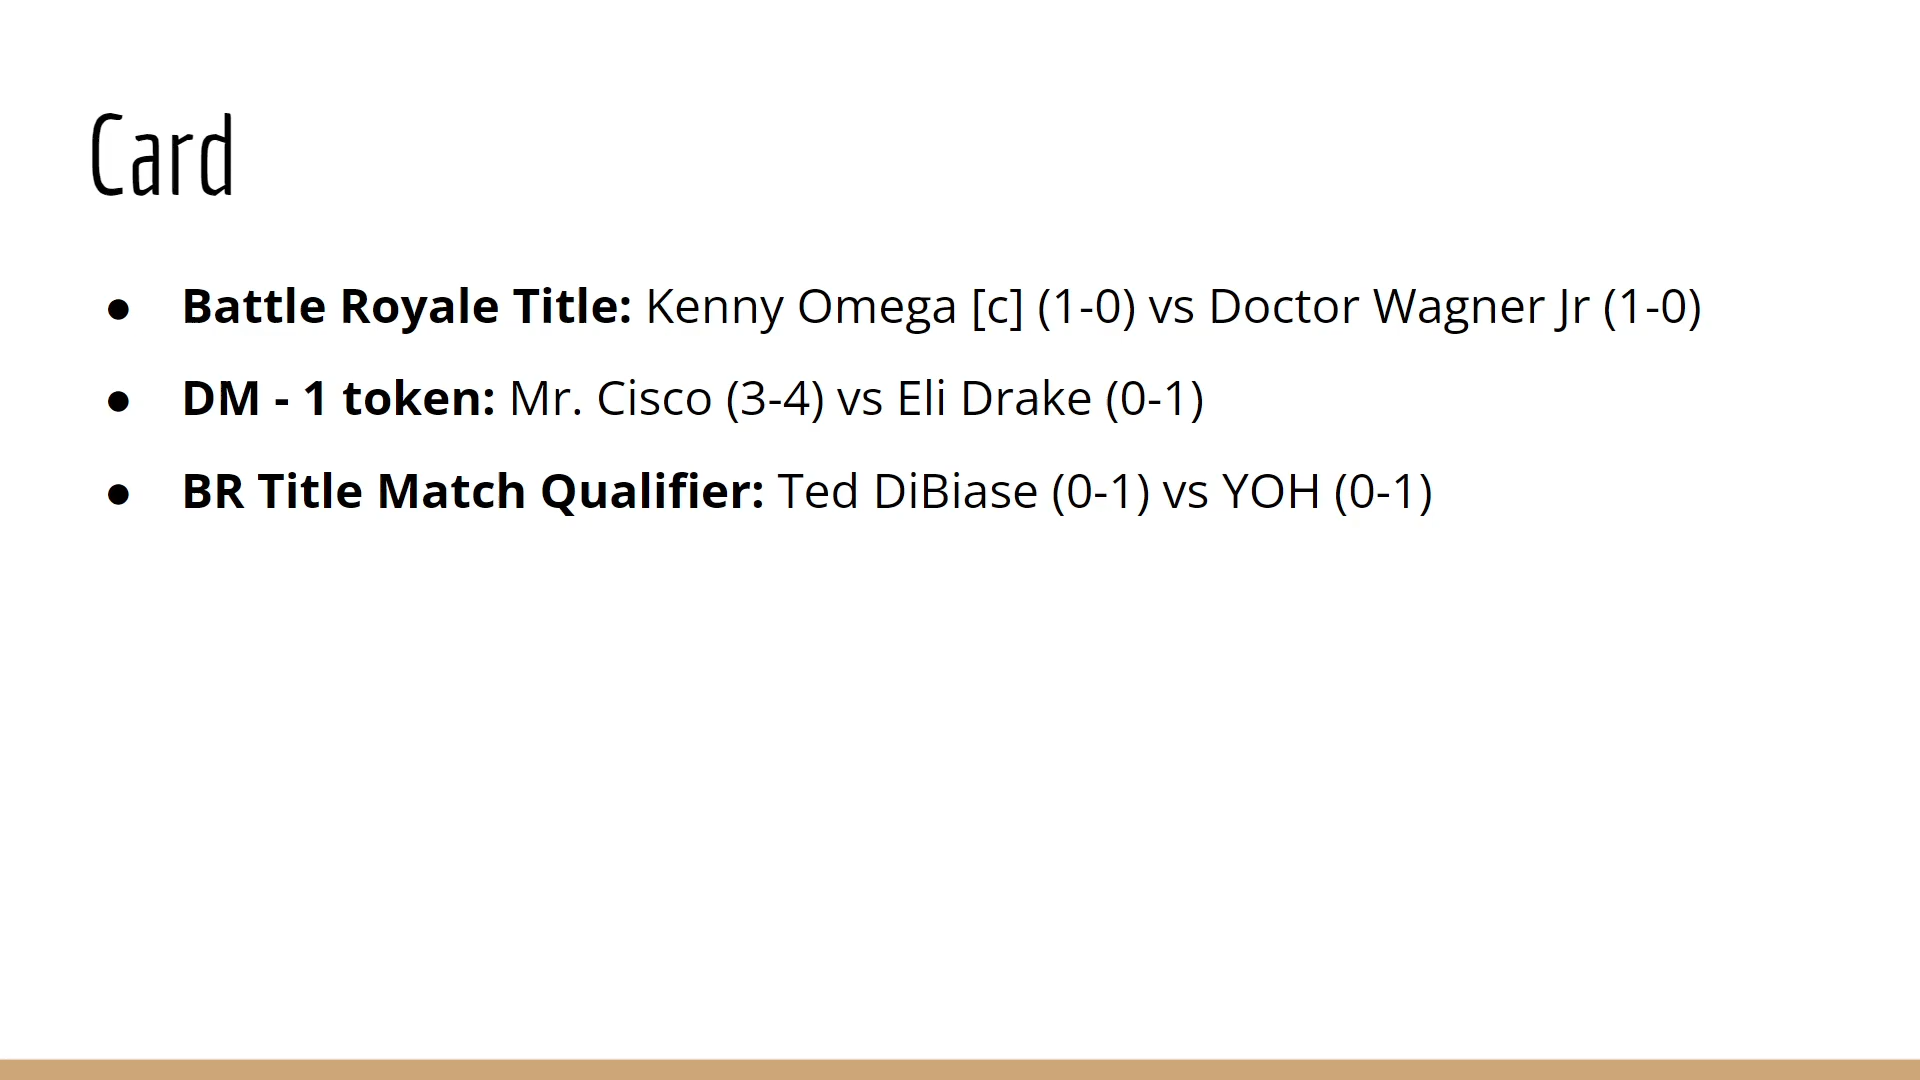 Card
● Battle Royale Title: Kenny Omega [c] (1-0) vs Doctor Wagner Jr (1-0)
● DM - 1 token: Mr. Cisco (3-4) vs Eli Drake (0-1)
● BR Title Match Qualifier: Ted DiBiase (0-1) vs YOH (0-1)